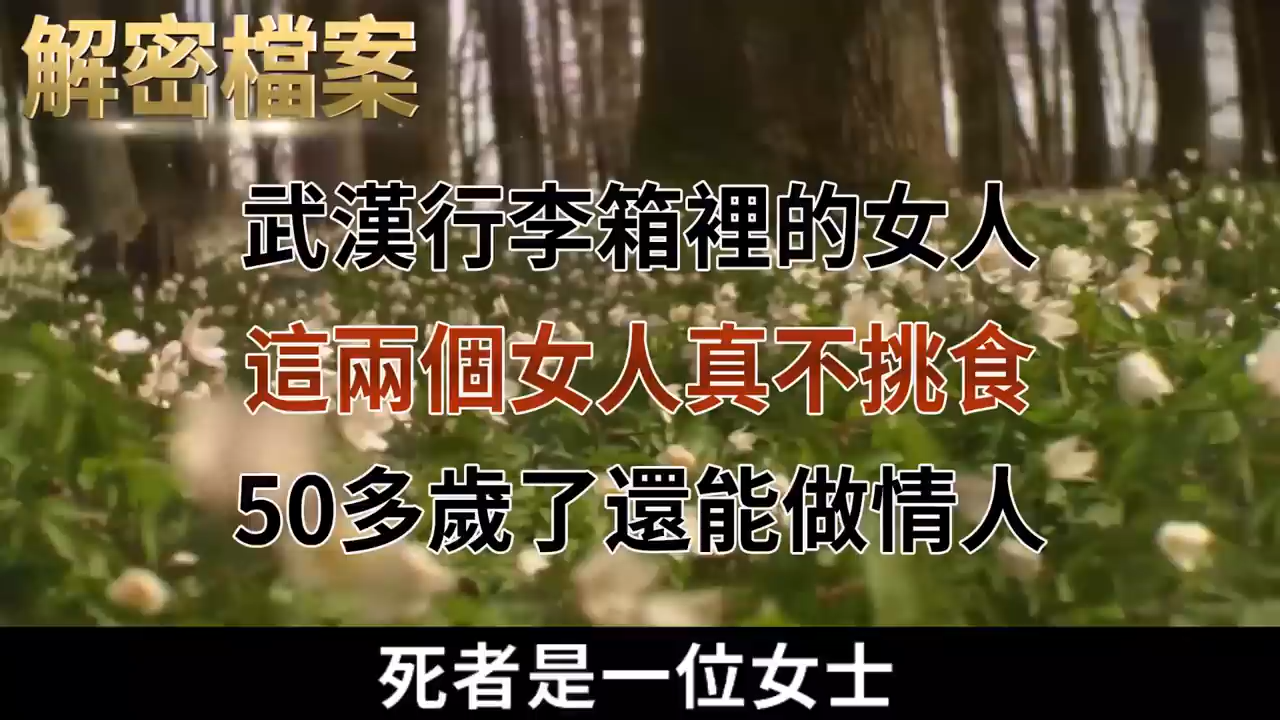 解密檔案
武漢行李箱裡的女人
這兩個女人真不挑食
50多歲了還能做情人
死者是一位女士